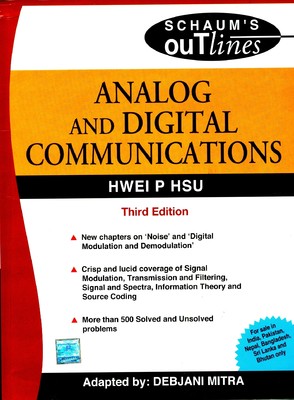 SCHAUM'S
ouTlines
ANALOG
AND DIGITAL
COMMUNICATIONS
HWEI P HSU
Third Edition
New chapters on 'Noise' and 'Digital
Modulation and Demodulation'
Crisp and lucid coverage of Signal
Modulation, Transmission and Filtering,
Signal and Spectra, Information Theory and
Source Coding
More than 500 Solved and Unsolved
problems
For sale in
India, Pakistan,
Nepal, Bangladesh,
Sri Lanka and
Bhutan only
Adapted by: DEBJANI MITRA